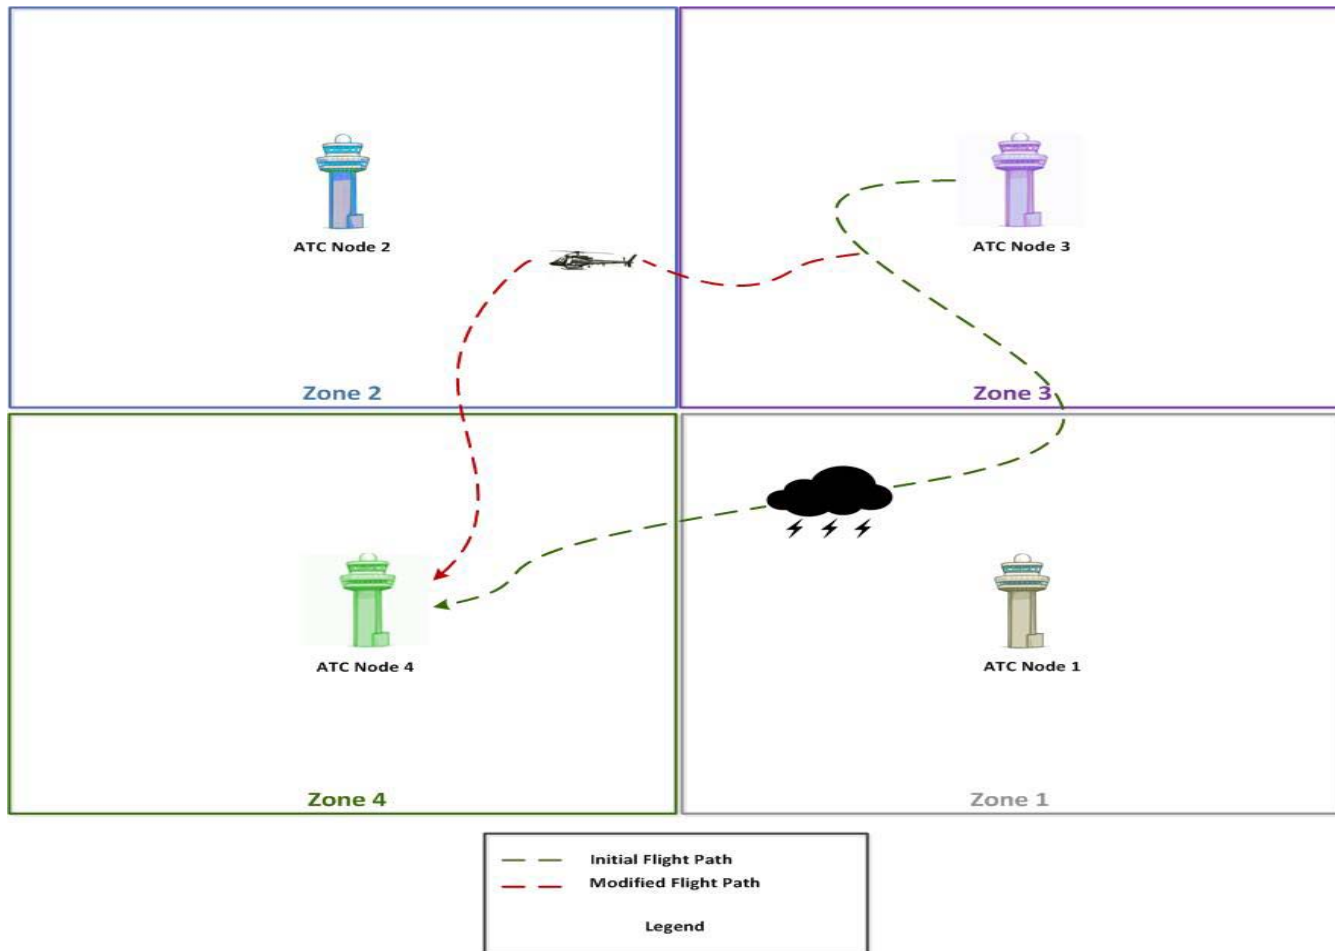 ATC Node 2
ATC Node 3
Zone 2
Zone 3
ATC Node 4
ATC Node 1
Zone 4
Zone 1
Initial Flight Path
Modified Flight Path
Legend